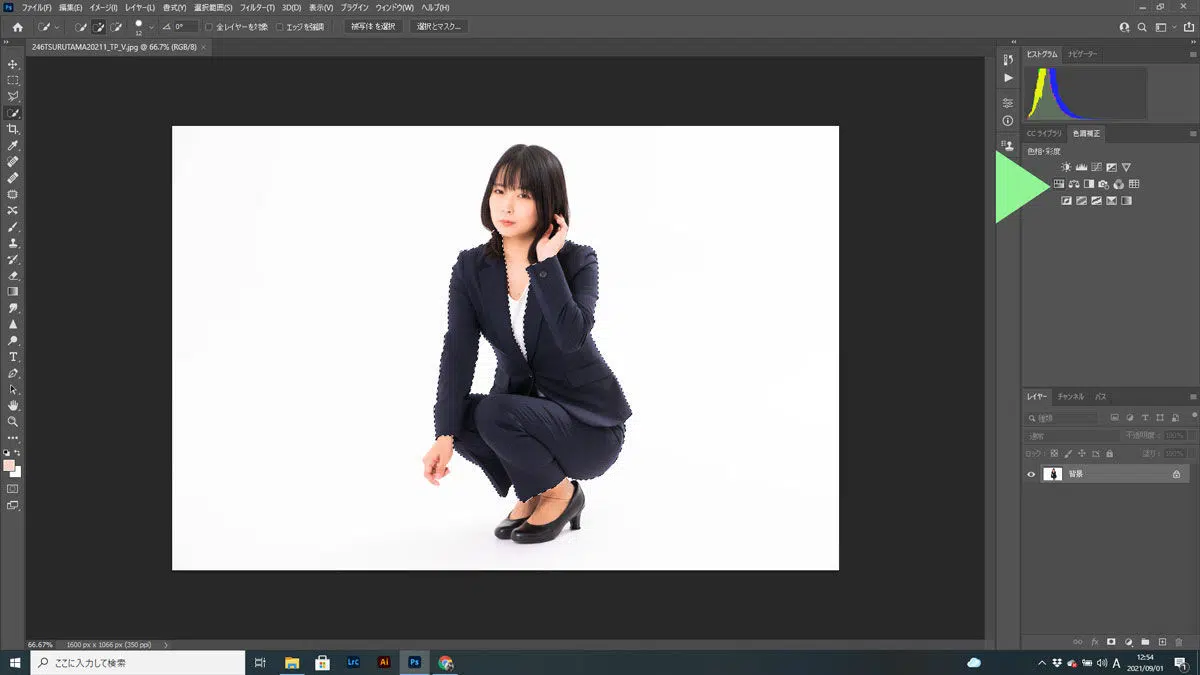 Ps ファイル(F) 編集(E) イメージ(I) レイヤー(L) 書式(Y) 選択範囲(S) フィルター(T) 3D(D) 表示(V) プラグイン ウィンドウ(W) ヘルプ(H)
12 0° 全レイヤーを対象 エッジを強調 被写体を選択 選択とマスク...
246TSURUTAMA20211_TP_V.jpg @ 66.7% (RGB/8) ×
ヒストグラム ナビゲーター
CC ライブラリ 色調補正
色相・彩度
レイヤー チャンネル パス
種類
通常 不透明度: 100%
ロック: 塗り: 100%
背景
66.67% 1600 px x 1066 px (350 ppi)
ここに入力して検索 LrC Ai Ps A 12:54
2021/09/01 1